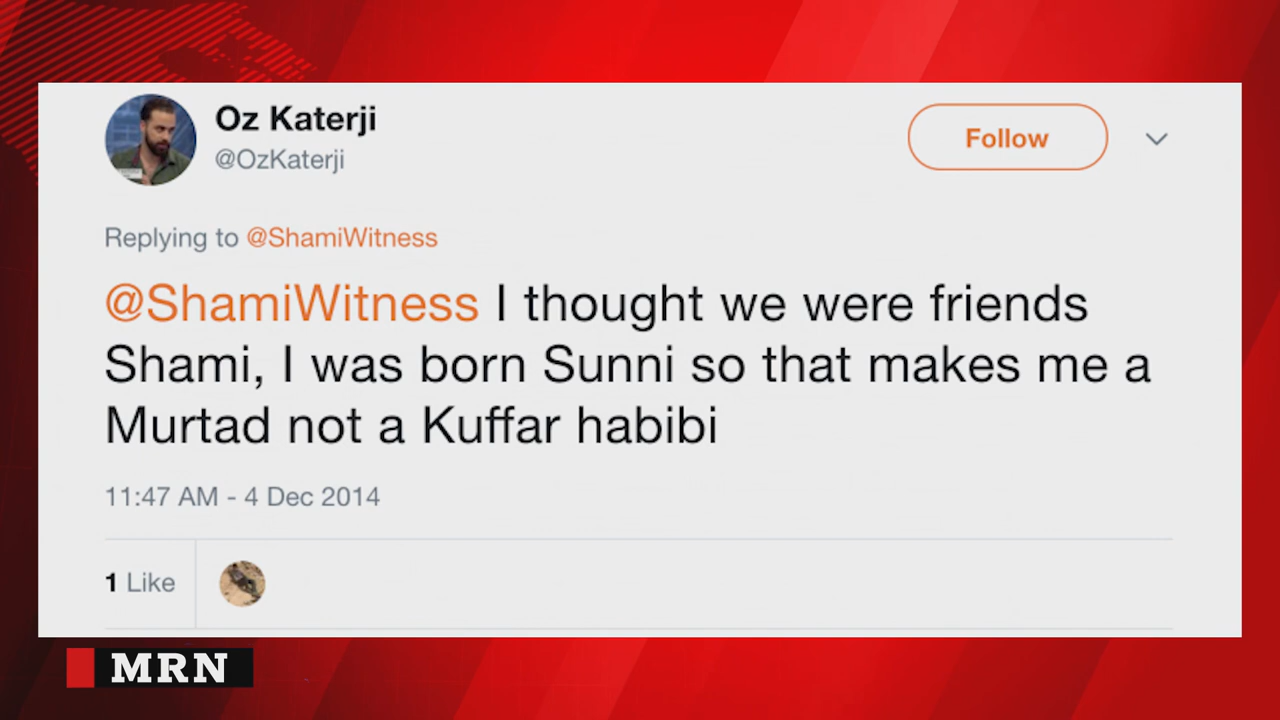 Oz Katerji
@OzKaterji
Follow
Replying to @ShamiWitness
@ShamiWitness I thought we were friends
Shami, I was born Sunni so that makes me a
Murtad not a Kuffar habibi
11:47 AM - 4 Dec 2014
1 Like
MRN